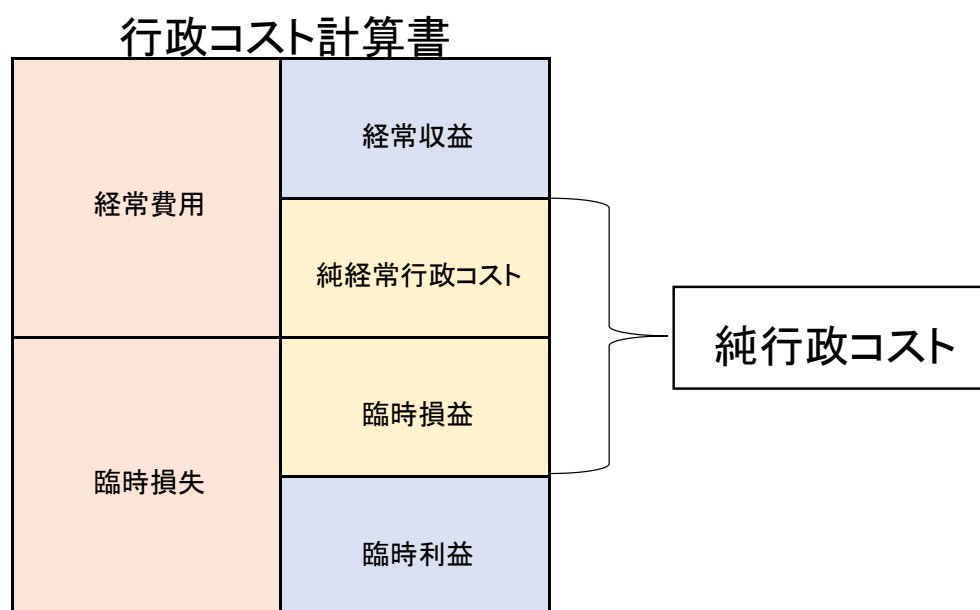 行政コスト計算書
経常費用
経常収益
純経常行政コスト
臨時損失
臨時損益
臨時利益
純行政コスト